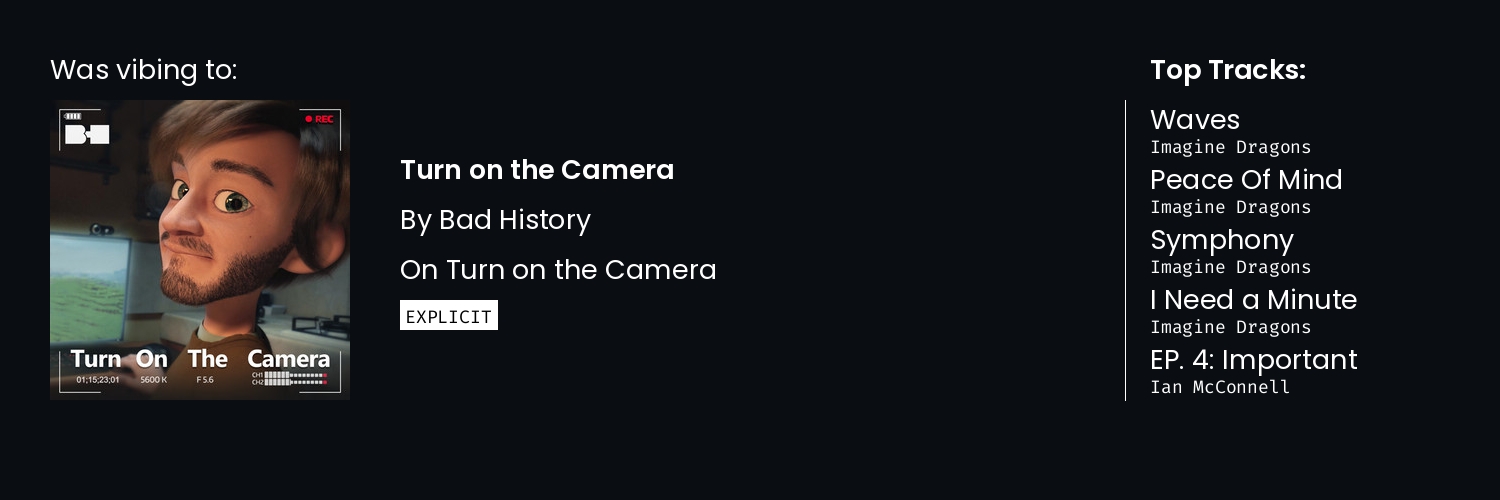 Was vibing to:
REC
Turn On The Camera
01;15;23;01 5600 K F 5.6 CH1
CH2
Turn on the Camera
By Bad History
On Turn on the Camera
EXPLICIT
Top Tracks:
Waves
Imagine Dragons
Peace Of Mind
Imagine Dragons
Symphony
Imagine Dragons
I Need a Minute
Imagine Dragons
EP. 4: Important
Ian McConnell